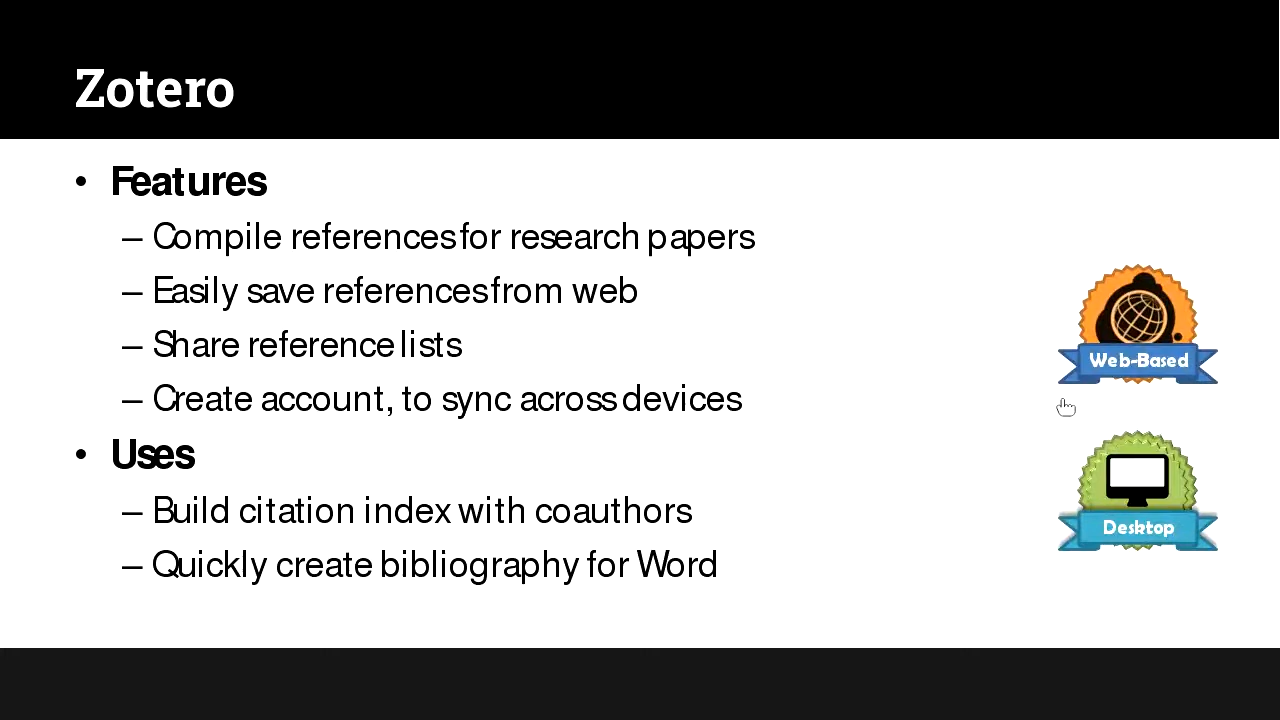 Zotero
• Features
– Compile references for research papers
– Easily save references from web
– Share reference lists
– Create account, to sync across devices
• Uses
– Build citation index with coauthors
– Quickly create bibliography for Word
Web-Based
Desktop